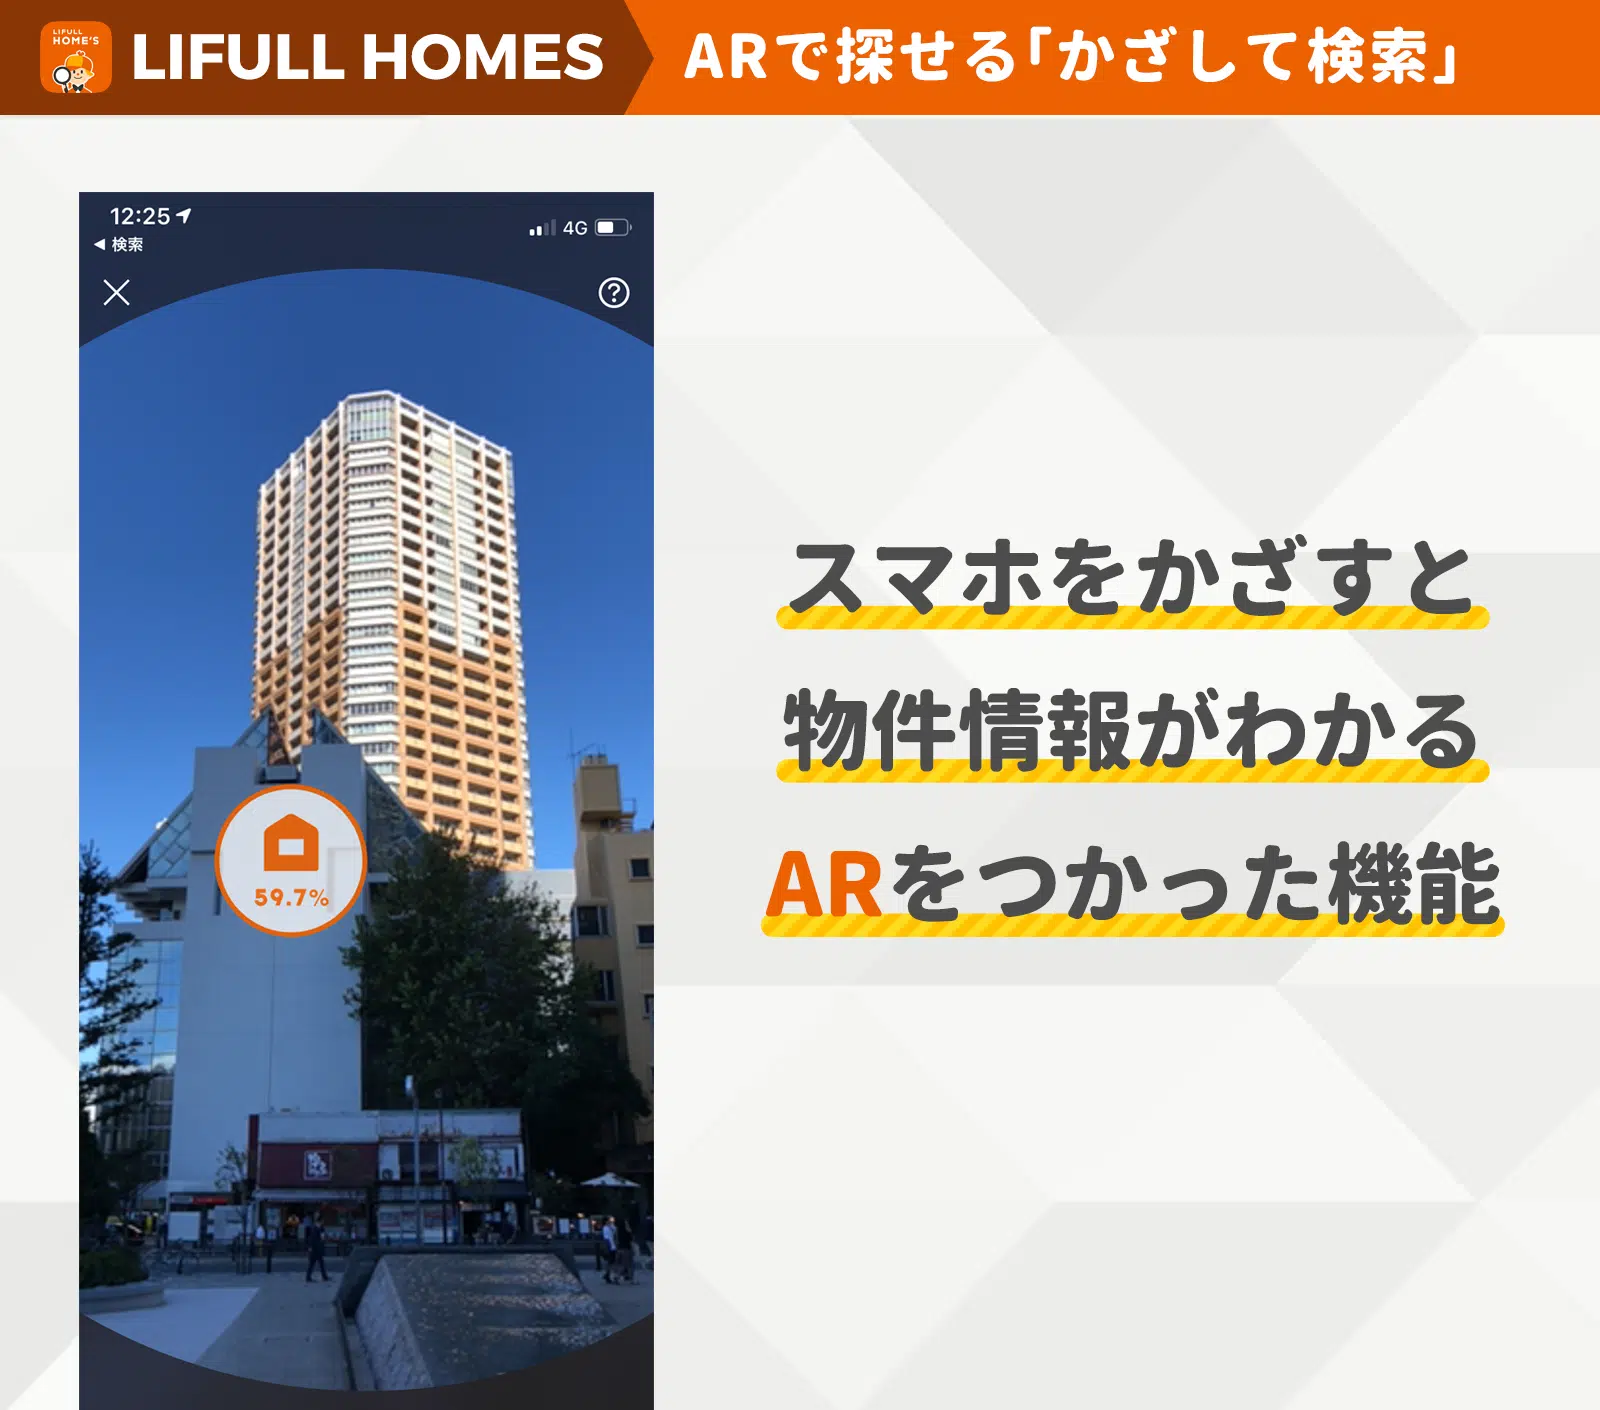 LIFULL
HOME'S
LIFULL HOMES
ARで探せる「かざして検索」
12:25
4G
◀ 検索
59.7%
スマホをかざすと
物件情報がわかる
ARをつかった機能